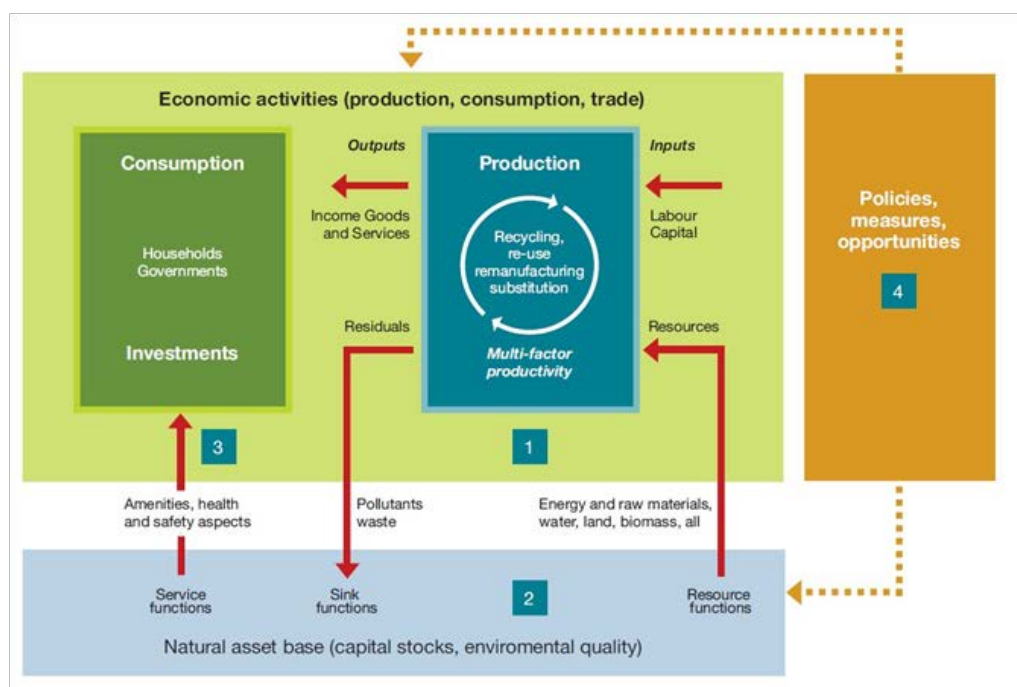 Economic activities (production, consumption, trade)
Consumption
Households
Governments
Investments
3
Outputs
Income Goods
and Services
Residuals
Production
Recycling,
re-use
remanufacturing
substitution
Multi-factor
productivity
1
Inputs
Labour
Capital
Resources
Policies,
measures,
opportunities
4
Amenities, health
and safety aspects
Pollutants
waste
Energy and raw materials,
water, land, biomass, all
Service
functions
Sink
functions
2
Resource
functions
Natural asset base (capital stocks, enviromental quality)